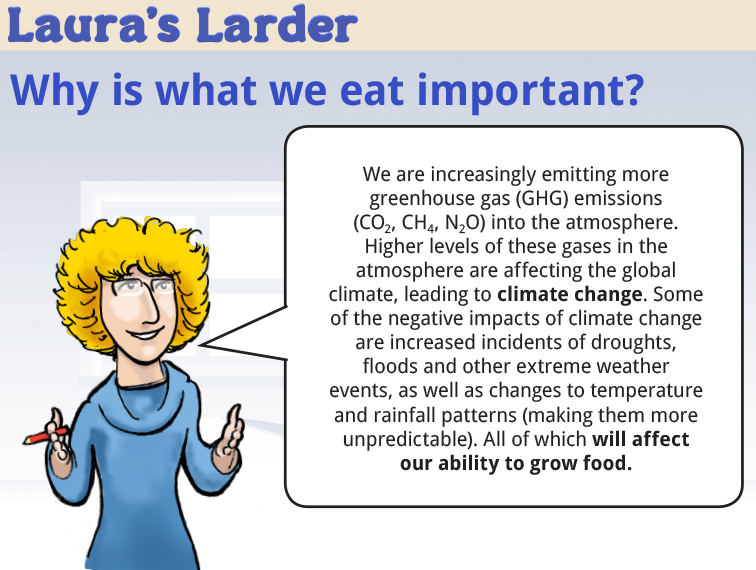 Laura's Larder
Why is what we eat important?
We are increasingly emitting more
greenhouse gas (GHG) emissions
(CO₂, CH₄, N₂O) into the atmosphere.
Higher levels of these gases in the
atmosphere are affecting the global
climate, leading to climate change. Some
of the negative impacts of climate change
are increased incidents of droughts,
floods and other extreme weather
events, as well as changes to temperature
and rainfall patterns (making them more
unpredictable). All of which will affect
our ability to grow food.